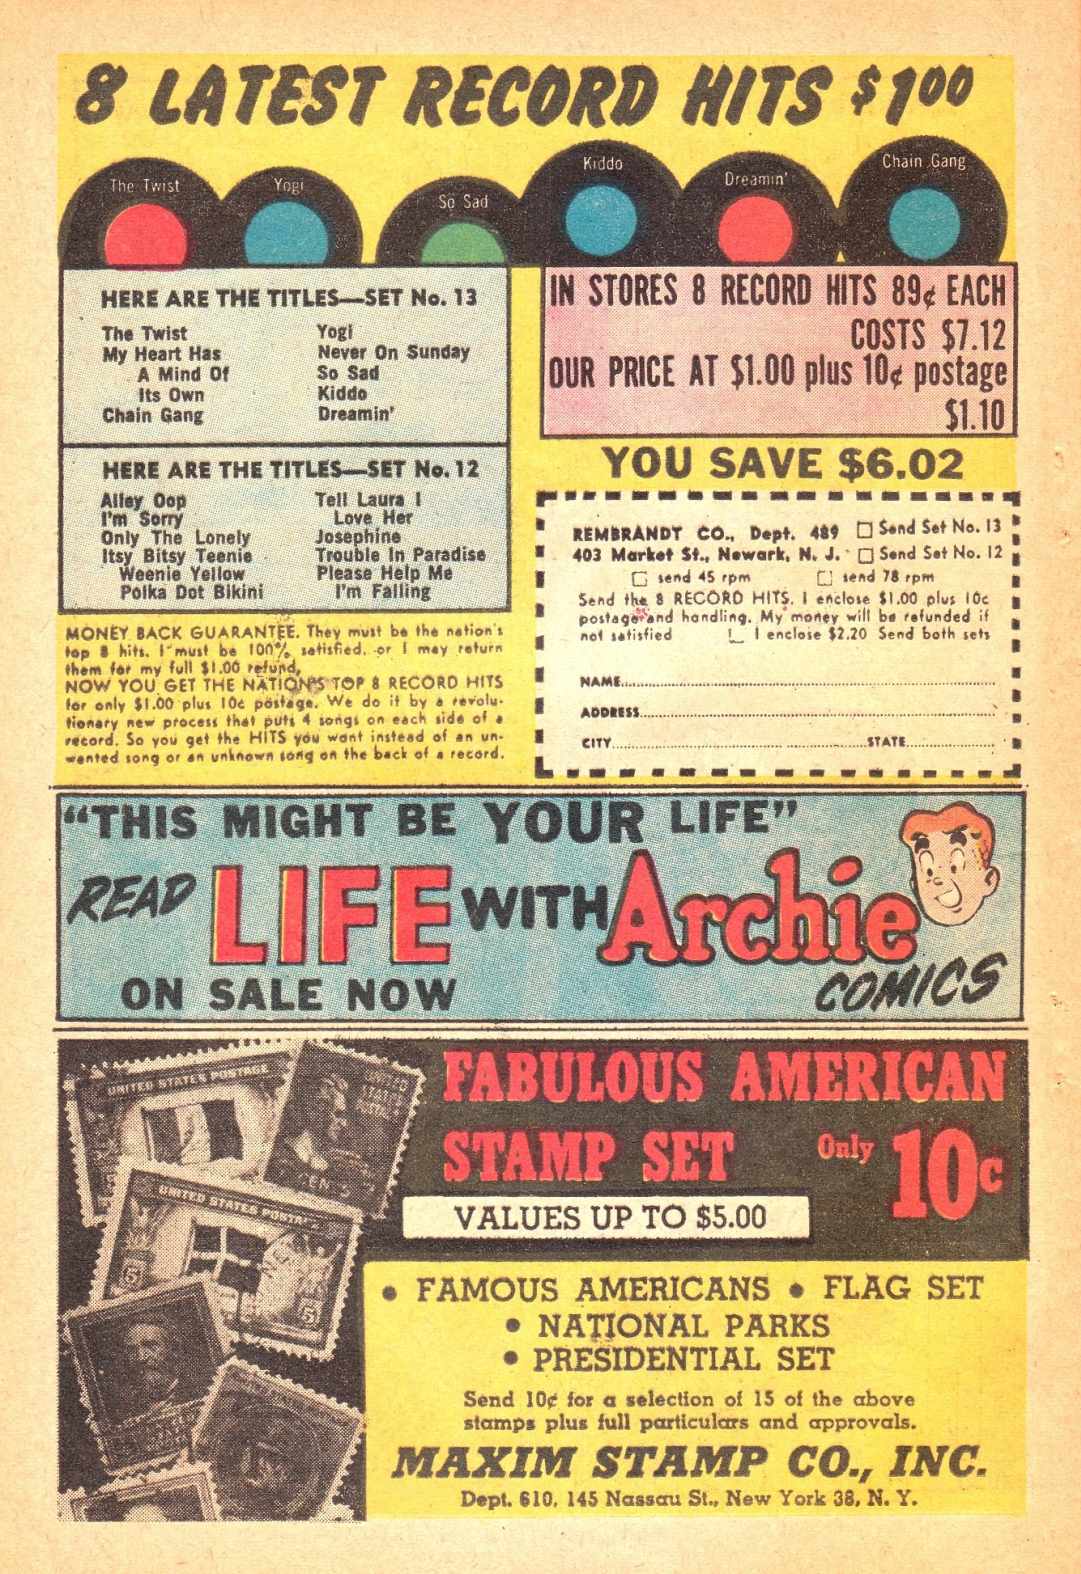 8 LATEST RECORD HITS $1.00
The Twist
Yogi
So Sad
Kiddo
Dreamin'
Chain Gang
HERE ARE THE TITLES—SET No. 13
The Twist
My Heart Has
A Mind Of
Its Own
Chain Gang
Yogi
Never On Sunday
So Sad
Kiddo
Dreamin'
HERE ARE THE TITLES—SET No. 12
Alley Oop
I'm Sorry
Only The Lonely
Itsy Bitsy Teenie
Weenie Yellow
Polka Dot Bikini
Tell Laura I
Love Her
Josephine
Trouble In Paradise
Please Help Me
I'm Falling
MONEY BACK GUARANTEE. They must be the nation's
top 8 hits. I must be 100% satisfied, or I may return
them for my full $1.00 refund,
NOW YOU GET THE NATION'S TOP 8 RECORD HITS
for only $1.00 plus 10c postage. We do it by a revolu-
tionary new process that puts 4 songs on each side of a
record. So you get the HITS you want instead of an un-
wanted song or an unknown song on the back of a record.
IN STORES 8 RECORD HITS 89¢ EACH
COSTS $7.12
OUR PRICE AT $1.00 plus 10¢ postage
$1.10
YOU SAVE $6.02
REMBRANDT CO., Dept. 489 □ Send Set No. 13
403 Market St., Newark, N. J. □ Send Set No. 12
□ send 45 rpm □ send 78 rpm
Send the 8 RECORD HITS. I enclose $1.00 plus 10c
postage and handling. My money will be refunded if
not satisfied □ I enclose $2.20 Send both sets
NAME
ADDRESS
CITY STATE
"THIS MIGHT BE YOUR LIFE"
READ LIFE WITH Archie
COMICS
ON SALE NOW
UNITED STATES POSTAGE
UNITED STATES POSTAGE
5 5
FABULOUS AMERICAN
STAMP SET Only 10c
VALUES UP TO $5.00
• FAMOUS AMERICANS • FLAG SET
• NATIONAL PARKS
• PRESIDENTIAL SET
Send 10¢ for a selection of 15 of the above
stamps plus full particulars and approvals.
MAXIM STAMP CO., INC.
Dept. 610, 145 Nassau St., New York 38, N. Y.